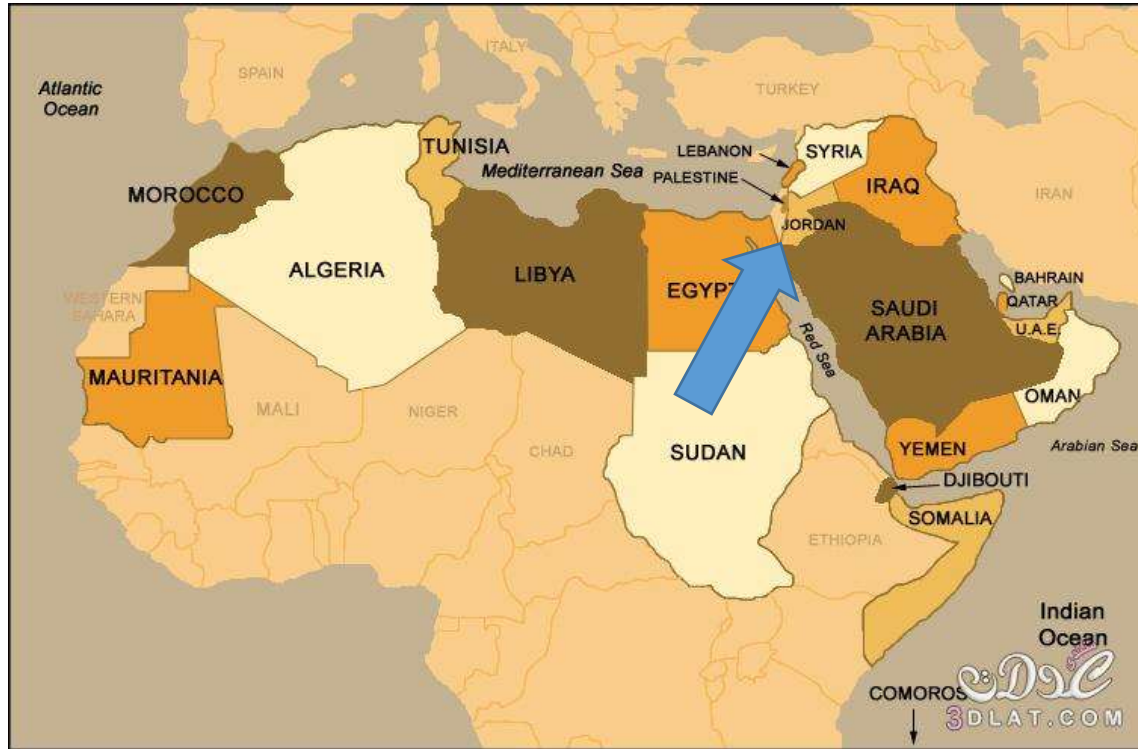 ITALY
SPAIN
Atlantic
Ocean
TURKEY
TUNISIA
LEBANON
SYRIA
Mediterranean Sea
PALESTINE
IRAQ
MOROCCO
IRAN
JORDAN
ALGERIA
LIBYA
EGYPT
BAHRAIN
QATAR
WESTERN
SAHARA
SAUDI
ARABIA
U.A.E.
Red Sea
MAURITANIA
OMAN
MALI
NIGER
CHAD
SUDAN
YEMEN
Arabian Sea
DJIBOUTI
SOMALIA
ETHIOPIA
Indian
Ocean
COMOROS
عدلات
3DLAT.COM